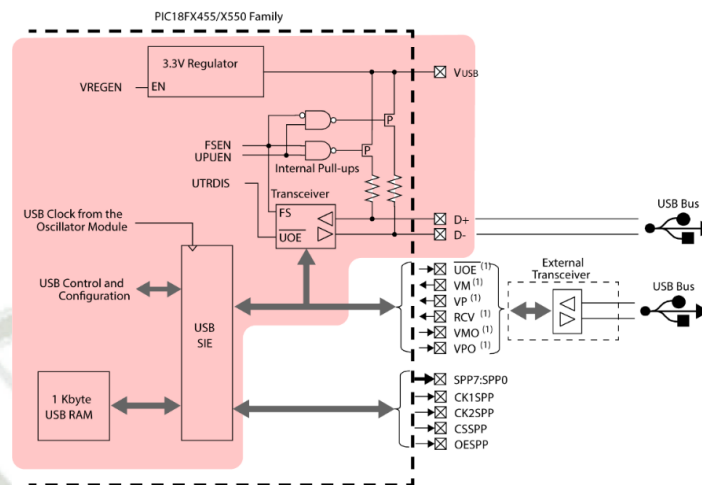 PIC18FX455/X550 Family
3.3V Regulator
EN
VREGEN
VUSB
P
FSEN
UPUEN
P
Internal Pull-ups
UTRDIS
Transceiver
FS
UOE
D+
D-
USB Bus
USB Clock from the
Oscillator Module
USB Control and
Configuration
USB
SIE
1 Kbyte
USB RAM
UOE (1)
VM (1)
VP (1)
RCV (1)
VMO (1)
VPO (1)
External
Transceiver
USB Bus
SPP7:SPP0
CK1SPP
CK2SPP
CSSPP
OESPP